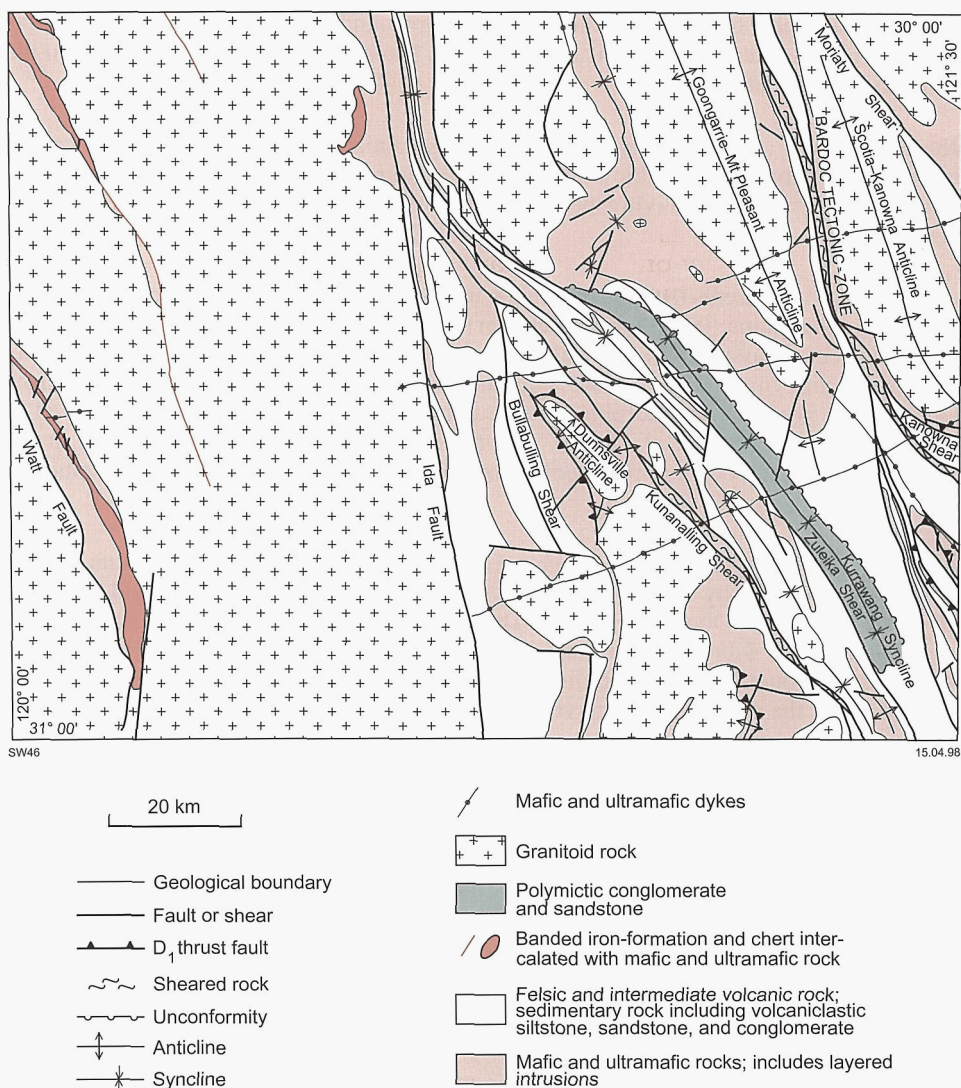 30° 00'
121° 30'
Moriaty
Shear
Goongarrie–Mt Pleasant
Anticline
BARDOC TECTONIC–ZONE
Scotia–Kanowna
Anticline
Kanowna
Shear
Watt
Fault
Ida
Fault
Bullabulling
Shear
Dunnsville
Anticline
Kunanalling Shear
Zuleika Shear
Kurrawang
Syncline
120° 00'
31° 00'
SW46
15.04.98
20 km
Geological boundary
Fault or shear
D1 thrust fault
Sheared rock
Unconformity
Anticline
Syncline
Mafic and ultramafic dykes
Granitoid rock
Polymictic conglomerate
and sandstone
Banded iron-formation and chert inter-
calated with mafic and ultramafic rock
Felsic and intermediate volcanic rock;
sedimentary rock including volcaniclastic
siltstone, sandstone, and conglomerate
Mafic and ultramafic rocks; includes layered
intrusions